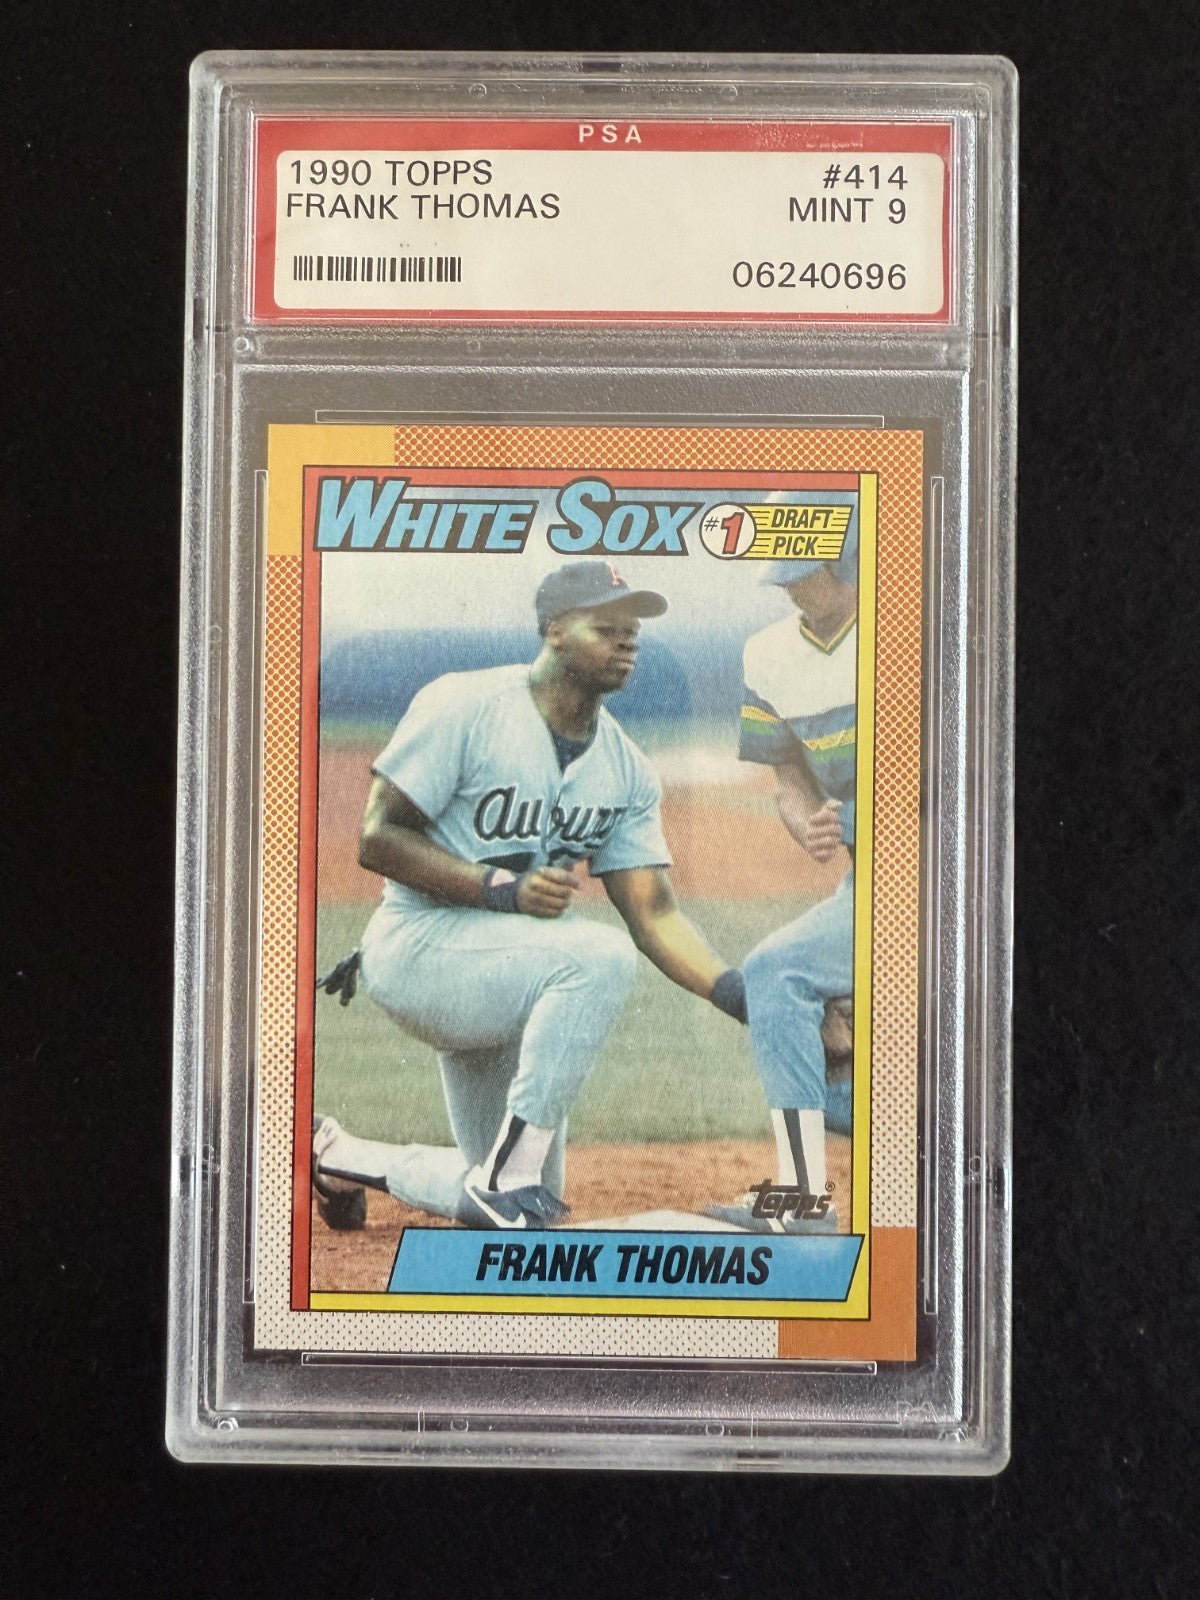 PSA
1990 TOPPS #414
FRANK THOMAS MINT 9
06240696
WHITE SOX #1 DRAFT PICK
A
Auburn
topps®
FRANK THOMAS